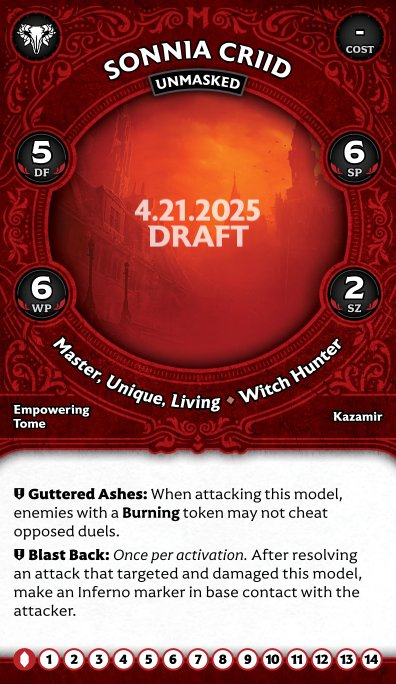 SONNIA CRIID
UNMASKED
-
COST
5
DF
6
SP
4.21.2025
DRAFT
6
WP
2
SZ
Master, Unique, Living ♦ Witch Hunter
Empowering
Tome
Kazamir
Guttered Ashes: When attacking this model,
enemies with a Burning token may not cheat
opposed duels.
Blast Back: Once per activation. After resolving
an attack that targeted and damaged this model,
make an Inferno marker in base contact with the
attacker.
1 2 3 4 5 6 7 8 9 10 11 12 13 14